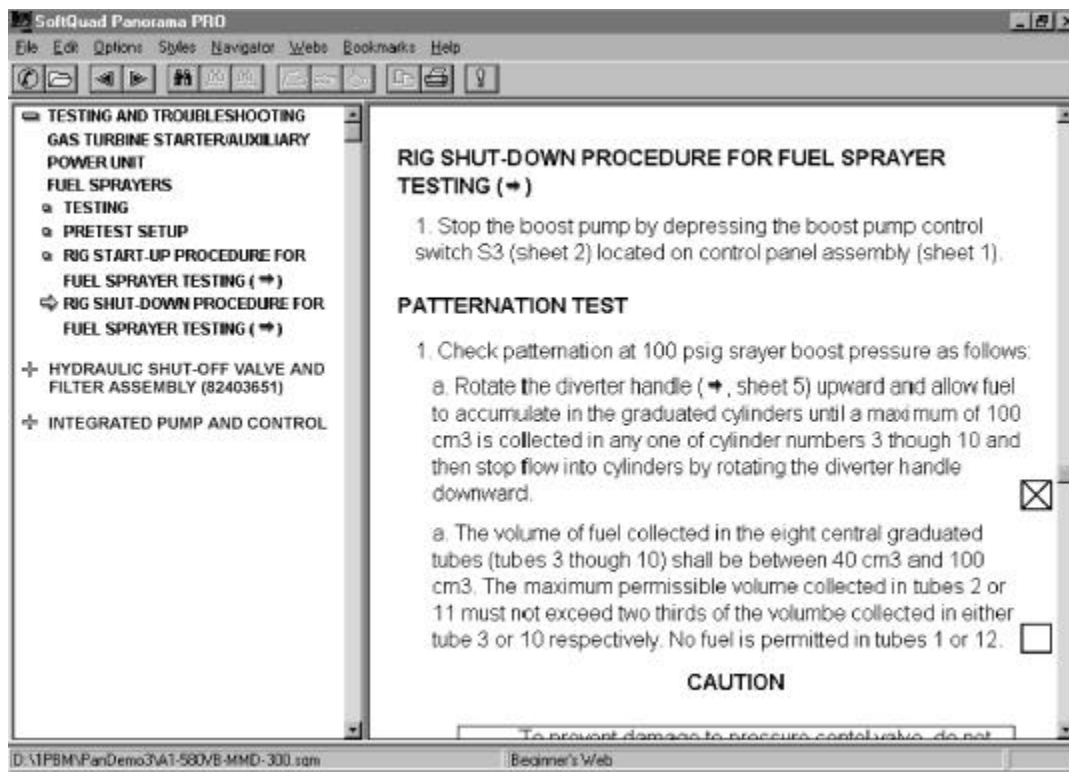 SoftQuad Panorama PRO
File Edit Options Styles Navigator Webs Bookmarks Help
TESTING AND TROUBLESHOOTING
GAS TURBINE STARTER/AUXILIARY
POWER UNIT
FUEL SPRAYERS
TESTING
PRETEST SETUP
RIG START-UP PROCEDURE FOR
FUEL SPRAYER TESTING (➡)
RIG SHUT-DOWN PROCEDURE FOR
FUEL SPRAYER TESTING (➡)
HYDRAULIC SHUT-OFF VALVE AND
FILTER ASSEMBLY (82403651)
INTEGRATED PUMP AND CONTROL
RIG SHUT-DOWN PROCEDURE FOR FUEL SPRAYER
TESTING (➡)
1. Stop the boost pump by depressing the boost pump control
switch S3 (sheet 2) located on control panel assembly (sheet 1).
PATTERNATION TEST
1. Check patternation at 100 psig srayer boost pressure as follows:
a. Rotate the diverter handle (➡, sheet 5) upward and allow fuel
to accumulate in the graduated cylinders until a maximum of 100
cm3 is collected in any one of cylinder numbers 3 though 10 and
then stop flow into cylinders by rotating the diverter handle
downward.
a. The volume of fuel collected in the eight central graduated
tubes (tubes 3 though 10) shall be between 40 cm3 and 100
cm3. The maximum permissible volume collected in tubes 2 or
11 must not exceed two thirds of the volumbe collected in either
tube 3 or 10 respectively. No fuel is permitted in tubes 1 or 12.
CAUTION
To prevent damage to pressure contol valve, do not
D:\1PBM\PanDemo3\A1-580VB-MMD-300.sgm
Beginner's Web